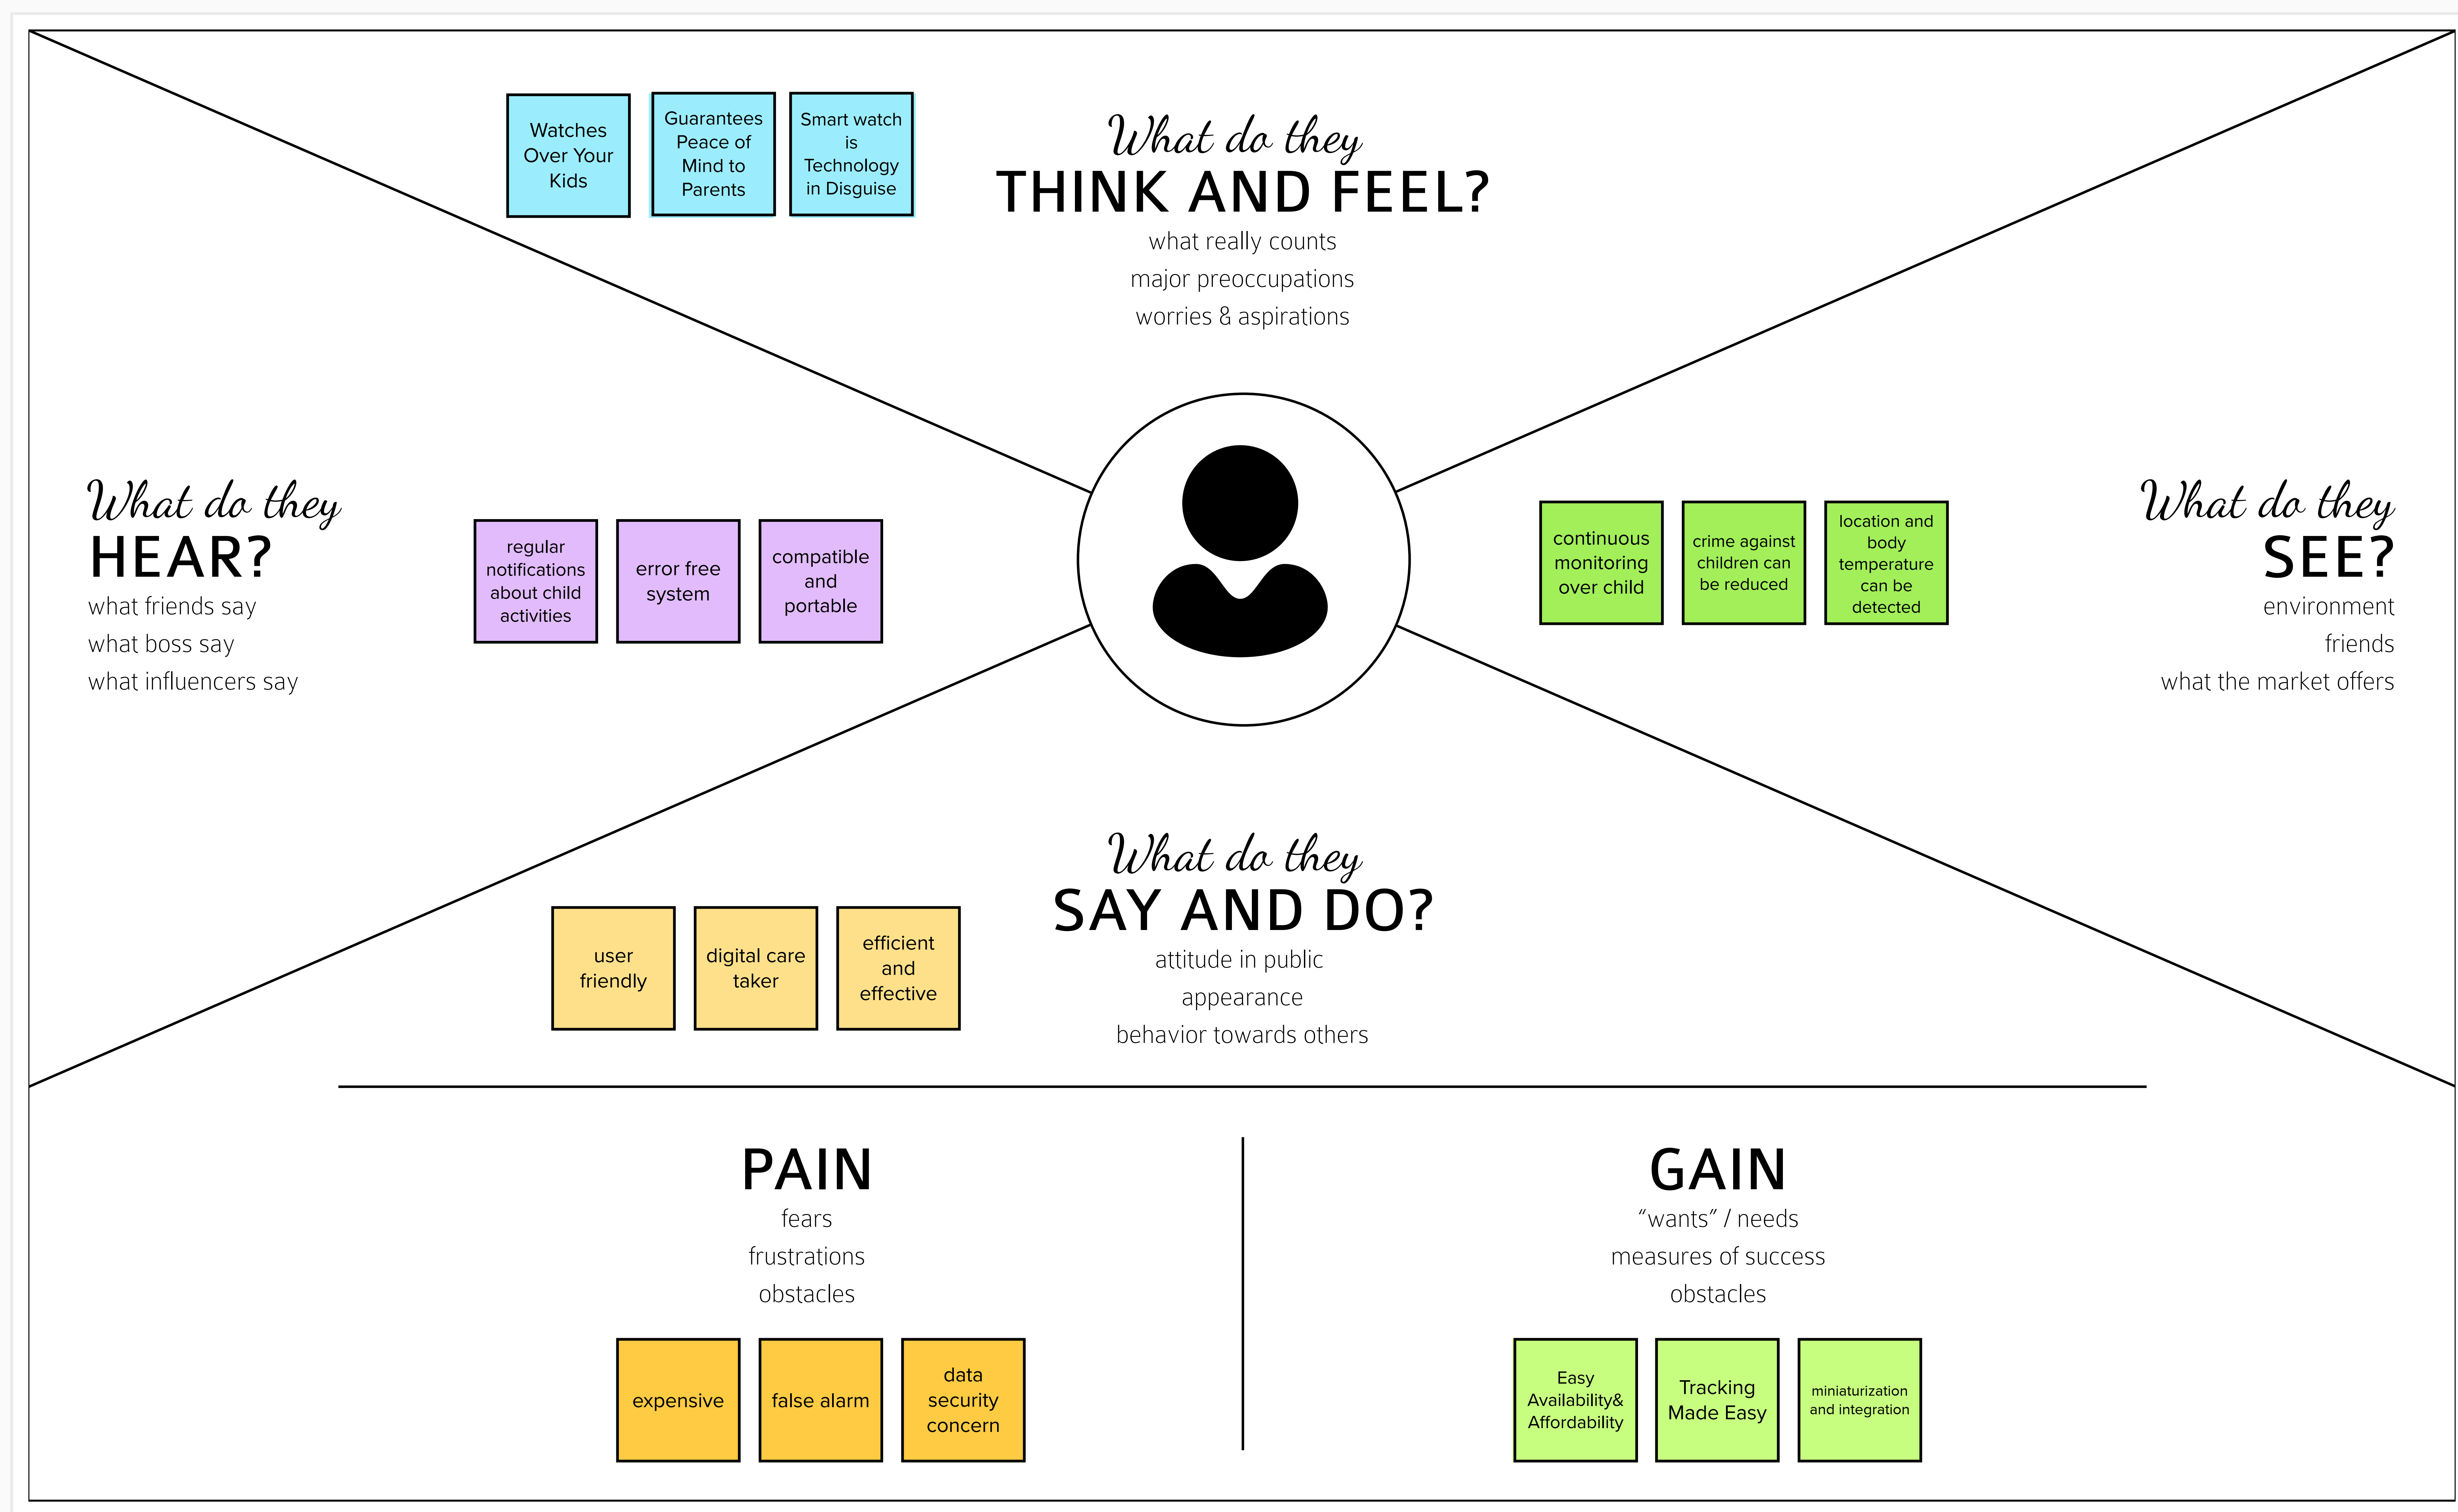 Watches
Over Your
Kids
Guarantees
Peace of
Mind to
Parents
Smart watch
is
Technology
in Disguise
What do they
THINK AND FEEL?
what really counts
major preoccupations
worries & aspirations
What do they
HEAR?
what friends say
what boss say
what influencers say
regular
notifications
about child
activities
error free
system
compatible
and
portable
continuous
monitoring
over child
crime against
children can
be reduced
location and
body
temperature
can be
detected
What do they
SEE?
environment
friends
what the market offers
What do they
SAY AND DO?
attitude in public
appearance
behavior towards others
user
friendly
digital care
taker
efficient
and
effective
PAIN
fears
frustrations
obstacles
expensive
false alarm
data
security
concern
GAIN
“wants” / needs
measures of success
obstacles
Easy
Availability&
Affordability
Tracking
Made Easy
miniaturization
and integration